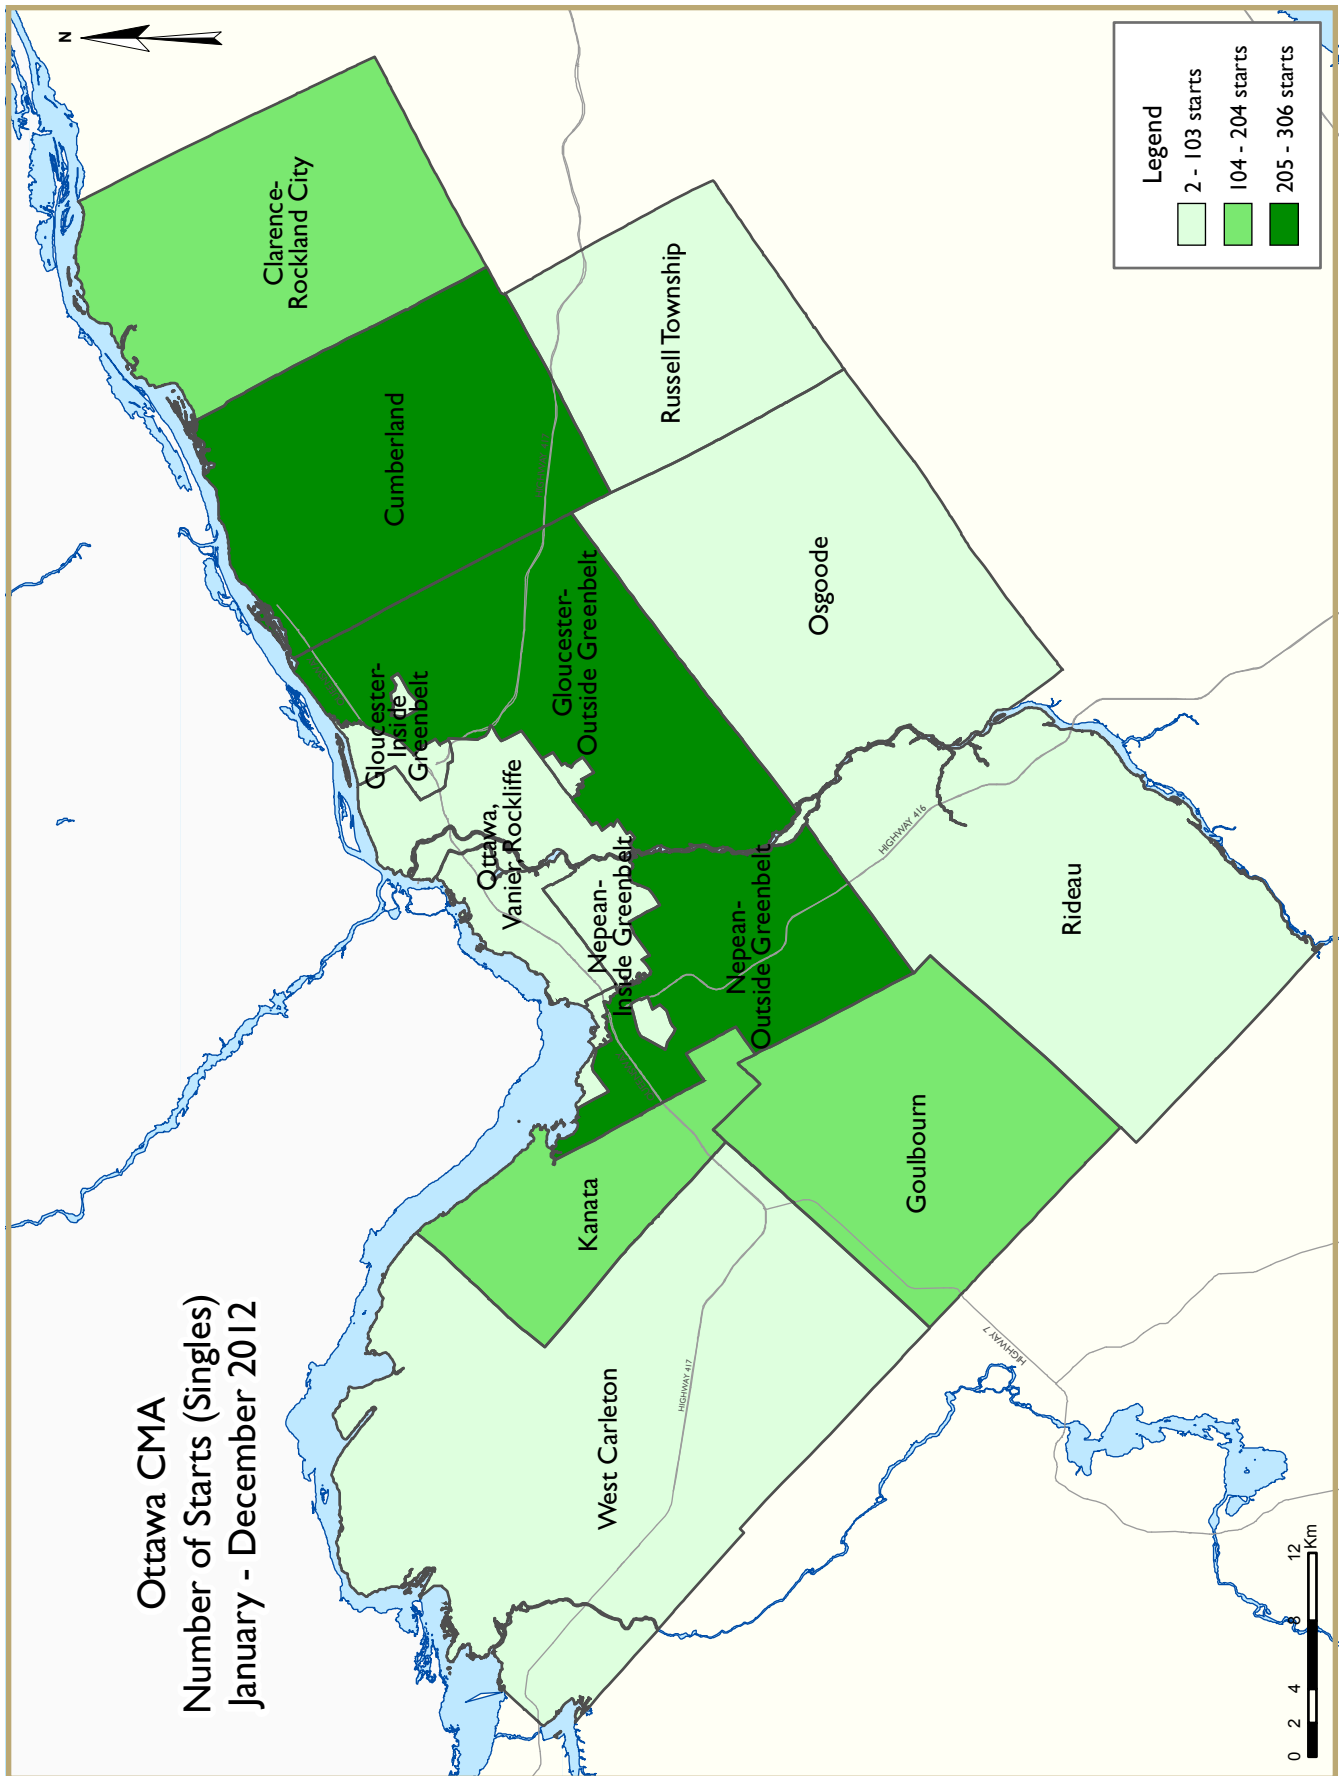 Ottawa CMA
Number of Starts (Singles)
January - December 2012
N
Clarence-
Rockland City
Cumberland
Gloucester-
Inside
Greenbelt
Gloucester-
Outside Greenbelt
Russell Township
Osgoode
Ottawa,
Vanier, Rockliffe
Nepean-
Inside Greenbelt
Nepean-
Outside Greenbelt
Rideau
Kanata
Goulbourn
West Carleton
HIGHWAY 416
HIGHWAY 417
HIGHWAY 7
Legend
2 - 103 starts
104 - 204 starts
205 - 306 starts
0 2 4 8 12
Km